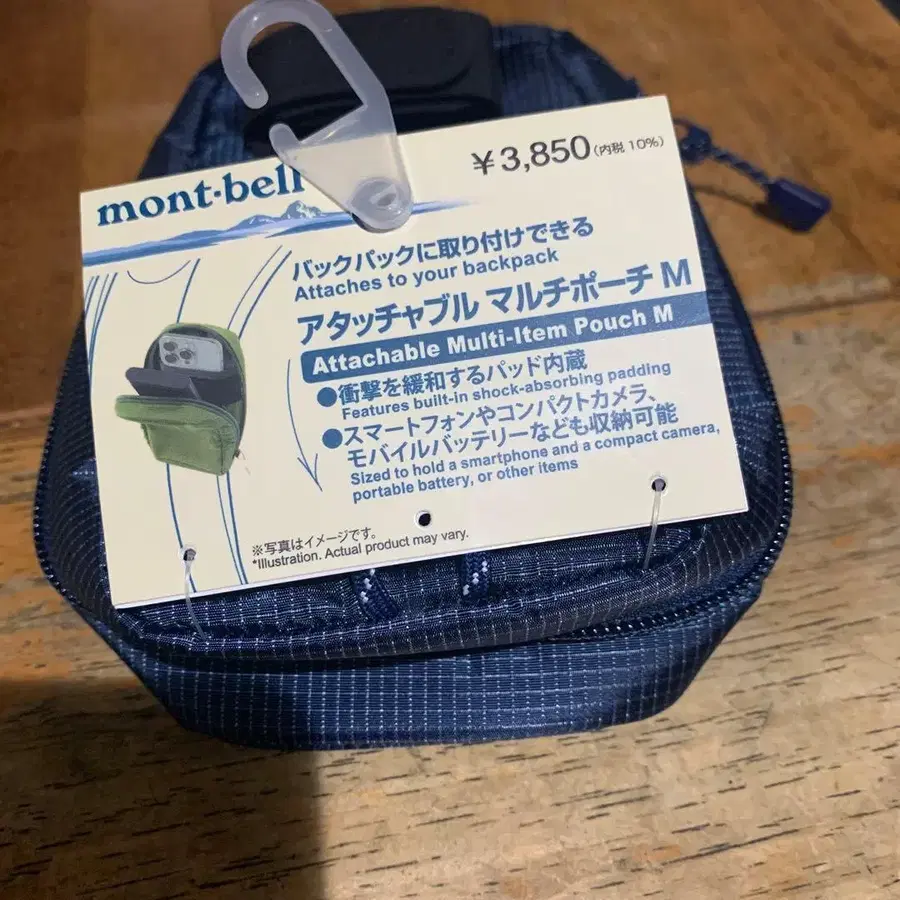 mont-bell
¥3,850(内税10%)
バックパックに取り付けできる
Attaches to your backpack
アタッチャブル マルチポーチ M
Attachable Multi-Item Pouch M
●衝撃を緩和するパッド内蔵
Features built-in shock-absorbing padding
●スマートフォンやコンパクトカメラ、
モバイルバッテリーなども収納可能
Sized to hold a smartphone and a compact camera,
portable battery, or other items
※写真はイメージです。
*Illustration. Actual product may vary.